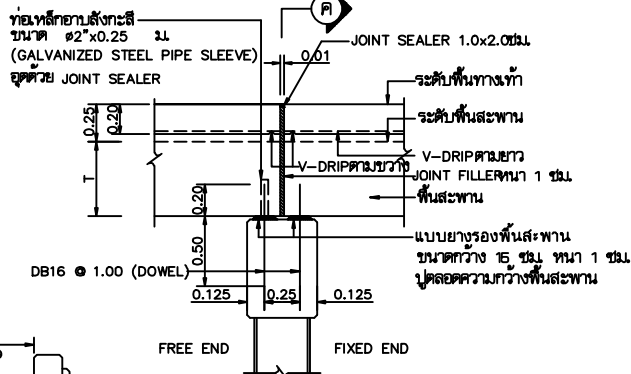 ค
ท่อเหล็กอาบสังกะสี
ขนาด ø2"x0.25 ม.
(GALVANIZED STEEL PIPE SLEEVE)
อุดด้วย JOINT SEALER
JOINT SEALER 1.0x2.0ซม.
0.01
ระดับพื้นทางเท้า
0.25
0.20
ระดับพื้นสะพาน
V-DRIPตามยาว
V-DRIPตามขวาง
JOINT FILLERหนา 1 ซม.
T
0.20
พื้นสะพาน
0.50
แบบยางรองพื้นสะพาน
ขนาดกว้าง 15 ซม. หนา 1 ซม.
ปูตลอดความกว้างพื้นสะพาน
DB16 @ 1.00 (DOWEL)
0.125
0.25
0.125
FREE END
FIXED END